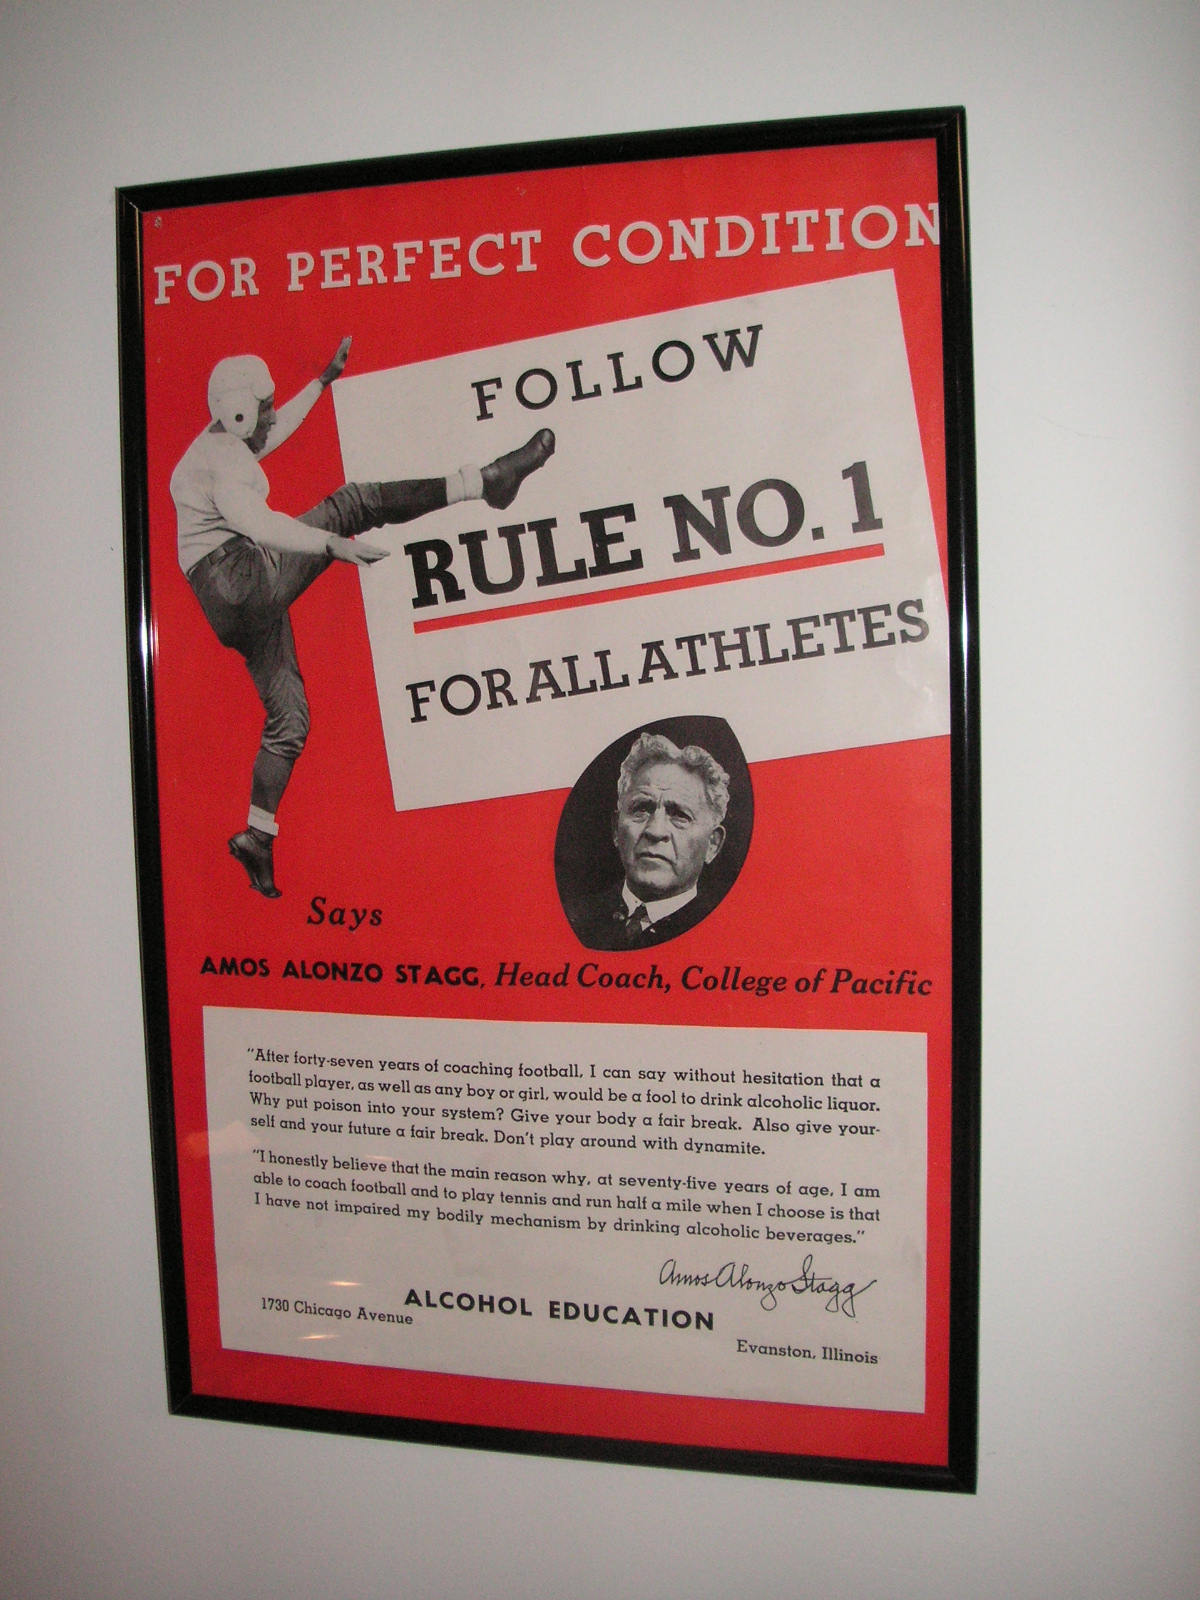 FOR PERFECT CONDITION
FOLLOW
RULE NO. 1
FOR ALL ATHLETES
Says
AMOS ALONZO STAGG, Head Coach, College of Pacific
"After forty-seven years of coaching football, I can say without hesitation that a
football player, as well as any boy or girl, would be a fool to drink alcoholic liquor.
Why put poison into your system? Give your body a fair break. Also give your-
self and your future a fair break. Don't play around with dynamite.
"I honestly believe that the main reason why, at seventy-five years of age, I am
able to coach football and to play tennis and run half a mile when I choose is that
I have not impaired my bodily mechanism by drinking alcoholic beverages."
Amos Alonzo Stagg
ALCOHOL EDUCATION
1730 Chicago Avenue
Evanston, Illinois